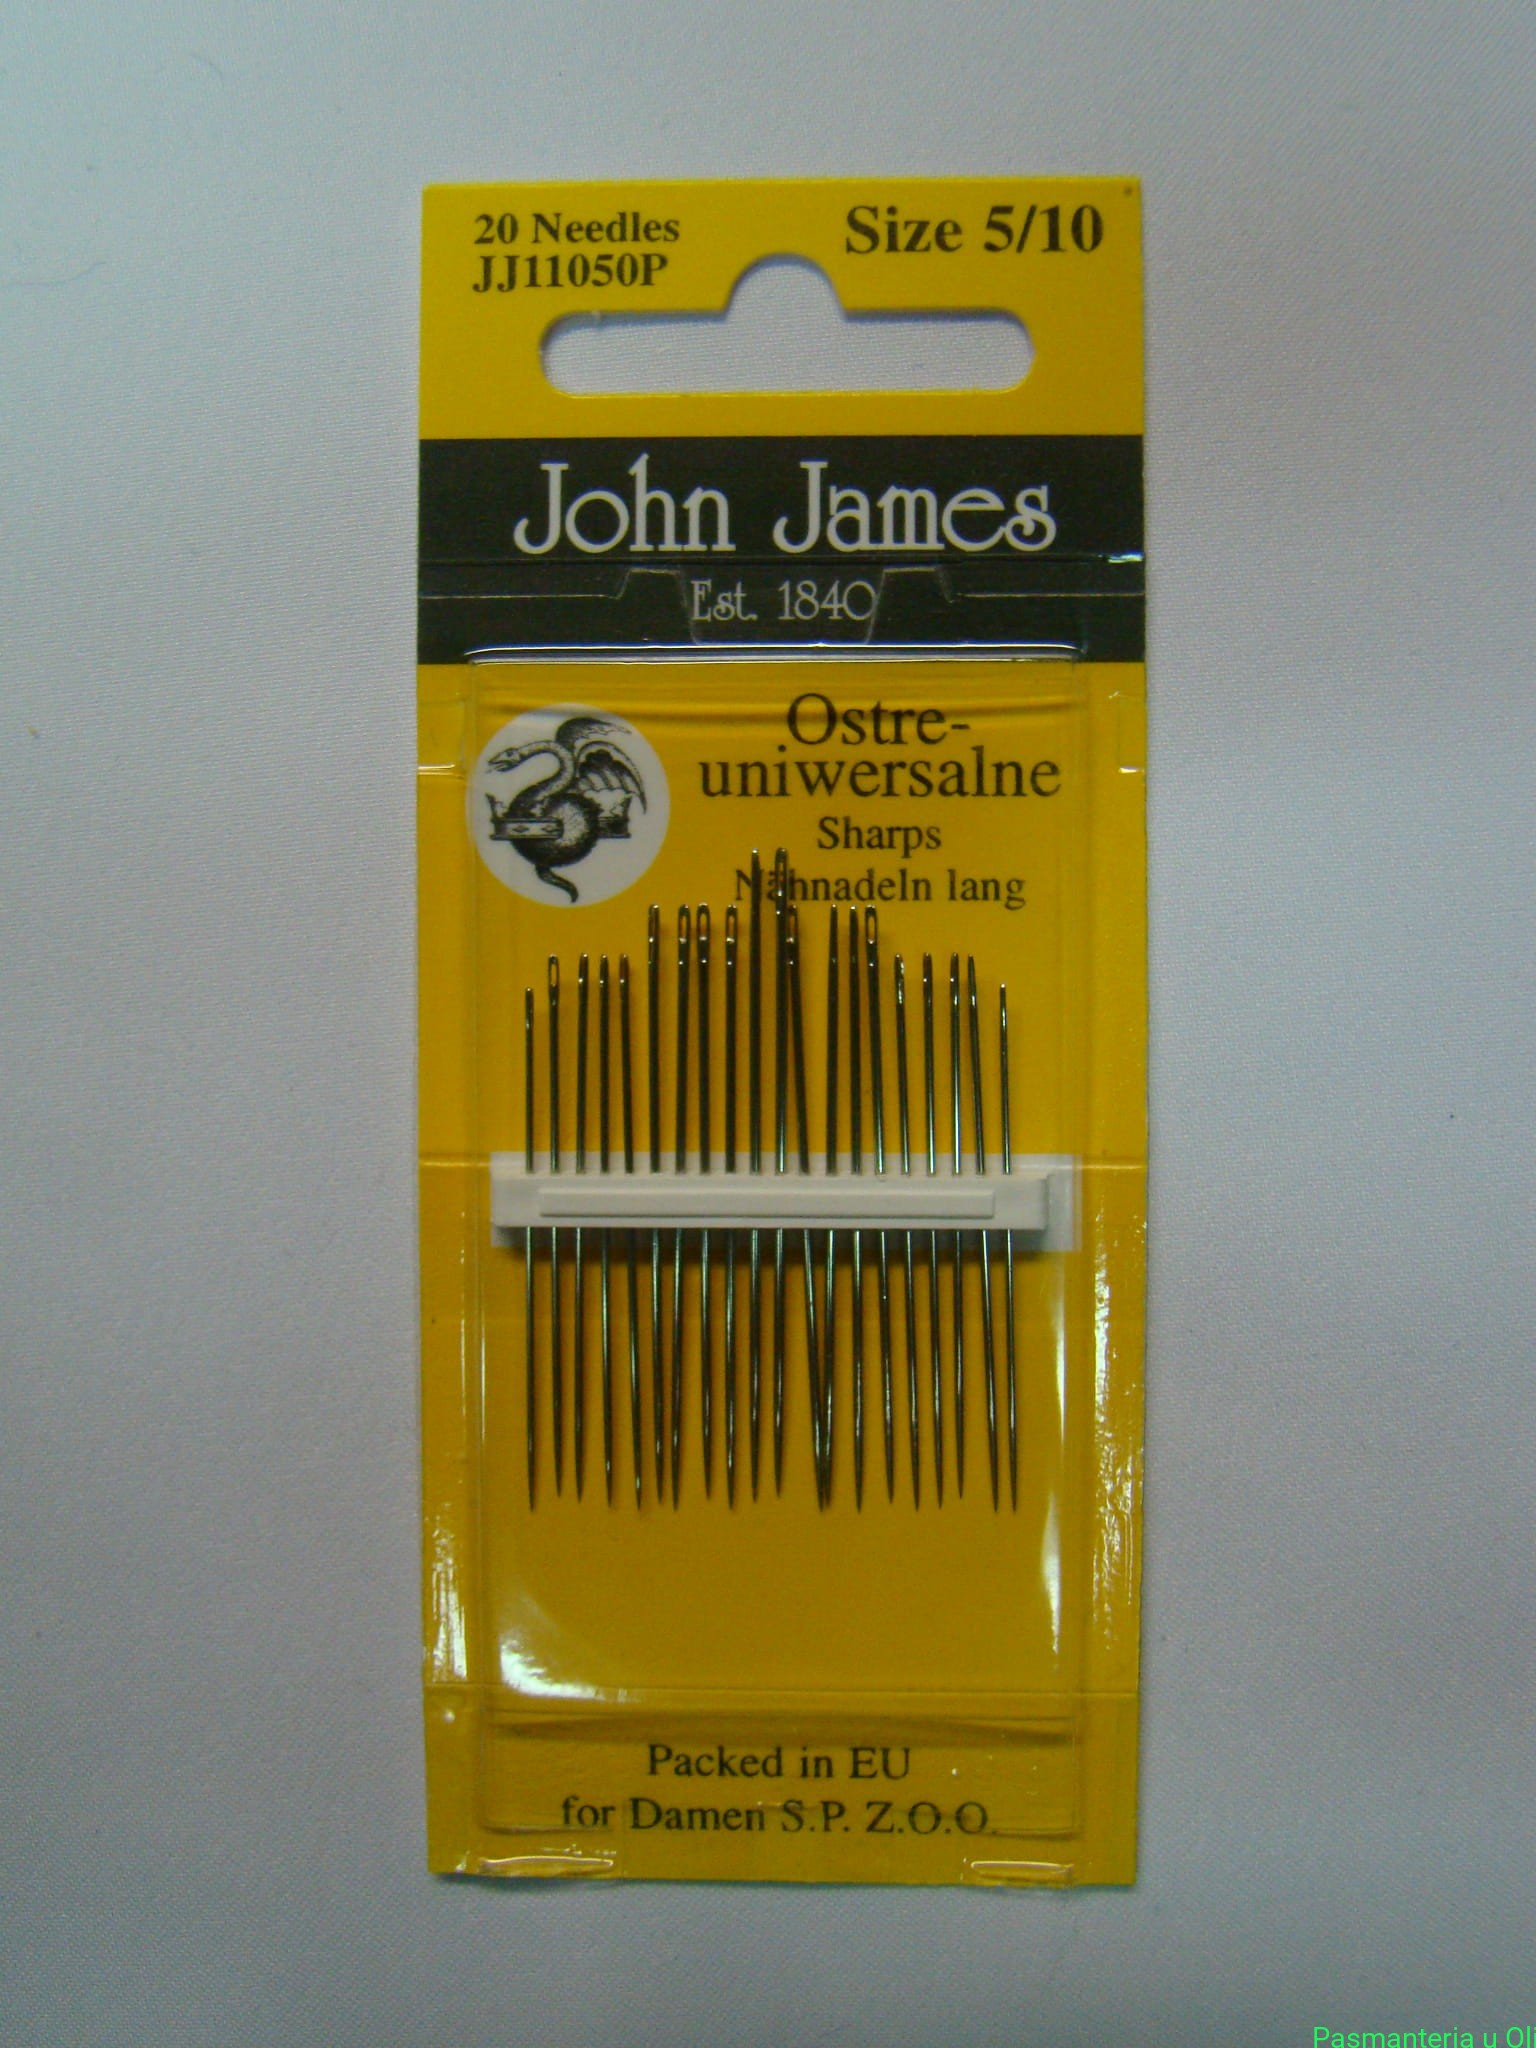 20 Needles
JJ11050P
Size 5/10
John James
Est. 1840
Ostre-
uniwersalne
Sharps
Nähnadeln lang
Packed in EU
for Damen S.P. Z.O.O.
Pasmanteria u Oli